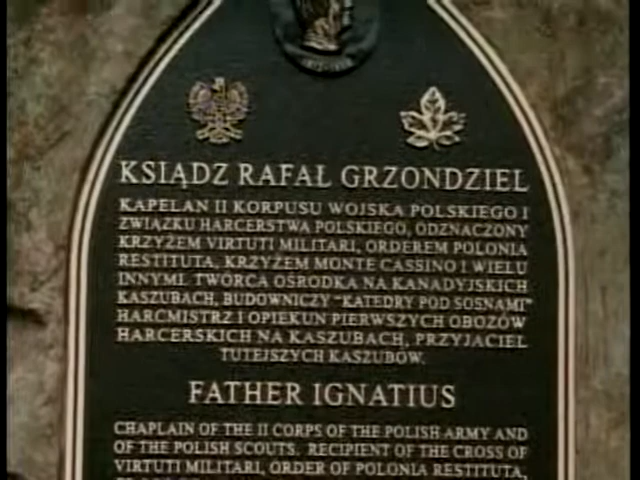 KSIĄDZ RAFAŁ GRZONDZIEL
KAPELAN II KORPUSU WOJSKA POLSKIEGO I
ZWIĄZKU HARCERSTWA POLSKIEGO, ODZNACZONY
KRZYŻEM VIRTUTI MILITARI, ORDEREM POLONIA
RESTITUTA, KRZYŻEM MONTE CASSINO I WIELU
INNYMI. TWÓRCA OŚRODKA NA KANADYJSKICH
KASZUBACH, BUDOWNICZY "KATEDRY POD SOSNAMI"
HARCMISTRZ I OPIEKUN PIERWSZYCH OBOZÓW
HARCERSKICH NA KASZUBACH, PRZYJACIEL
TUTEJSZYCH KASZUBÓW.
FATHER IGNATIUS
CHAPLAIN OF THE II CORPS OF THE POLISH ARMY AND
OF THE POLISH SCOUTS. RECIPIENT OF THE CROSS OF
VIRTUTI MILITARI, ORDER OF POLONIA RESTITUTA,